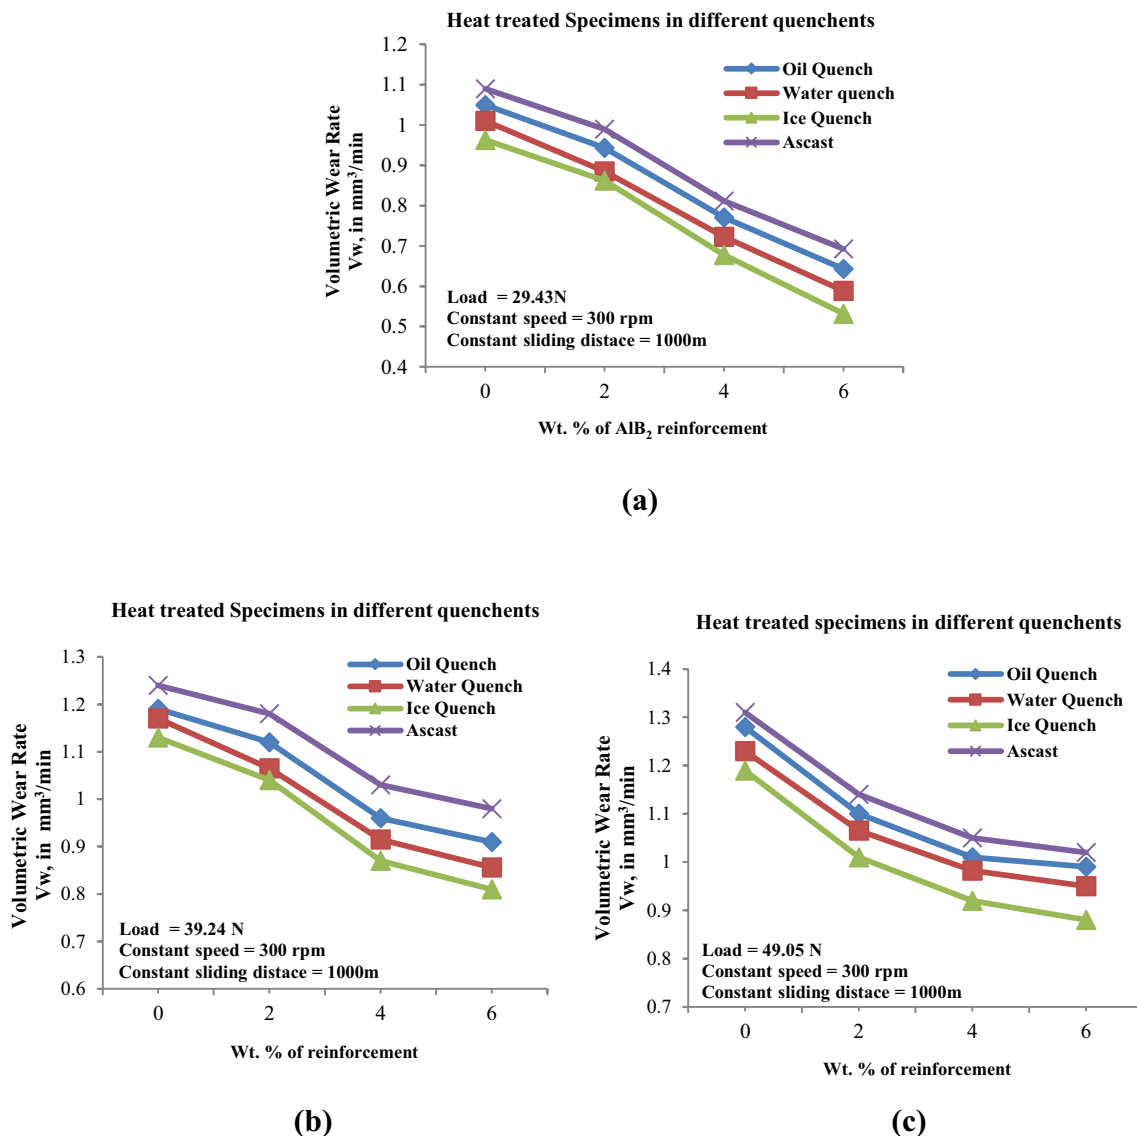 Heat treated Specimens in different quenchents
1.2
1.1
1
0.9
0.8
0.7
0.6
0.5
0.4
Volumetric Wear Rate
Vw, in mm³/min
Oil Quench
Water quench
Ice Quench
Ascast
Load = 29.43N
Constant speed = 300 rpm
Constant sliding distace = 1000m
0 2 4 6
Wt. % of AlB₂ reinforcement
(a)
Heat treated Specimens in different quenchents
1.3
1.2
1.1
1
0.9
0.8
0.7
0.6
Volumetric Wear Rate
Vw, in mm³/min
Oil Quench
Water Quench
Ice Quench
Ascast
Load = 39.24 N
Constant speed = 300 rpm
Constant sliding distace = 1000m
0 2 4 6
Wt. % of reinforcement
(b)
Heat treated specimens in different quenchents
1.4
1.3
1.2
1.1
1
0.9
0.8
0.7
Volumetric Wear Rate
Vw, in mm³/min
Oil Quench
Water Quench
Ice Quench
Ascast
Load = 49.05 N
Constant speed = 300 rpm
Constant sliding distace = 1000m
0 2 4 6
Wt. % of reinforcement
(c)